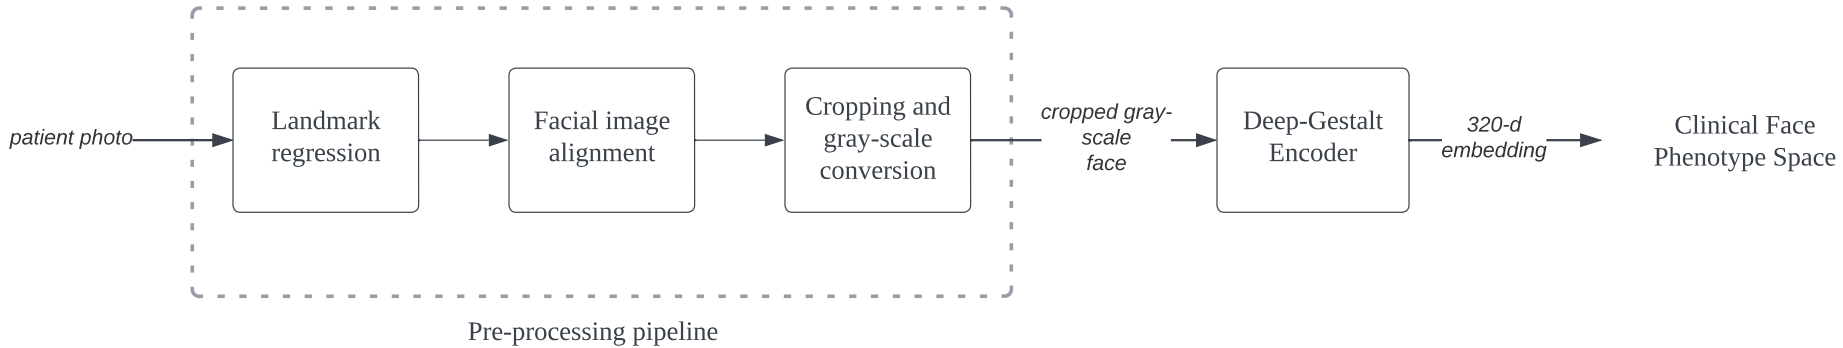 patient photo
Landmark
regression
Facial image
alignment
Cropping and
gray-scale
conversion
cropped gray-
scale
face
Deep-Gestalt
Encoder
320-d
embedding
Clinical Face
Phenotype Space
Pre-processing pipeline